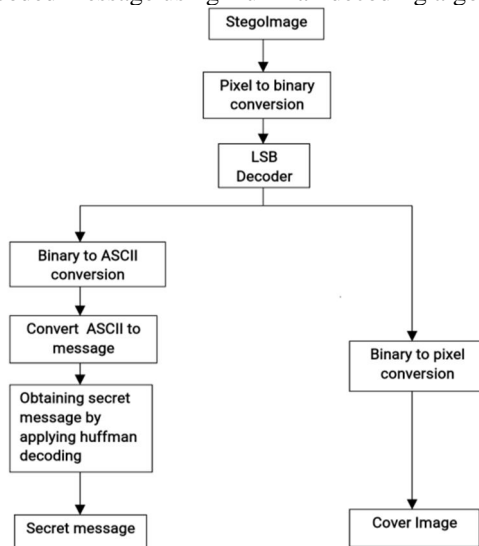 StegoImage
Pixel to binary
conversion
LSB
Decoder
Binary to ASCII
conversion
Convert ASCII to
message
Obtaining secret
message by
applying huffman
decoding
Secret message
Binary to pixel
conversion
Cover Image